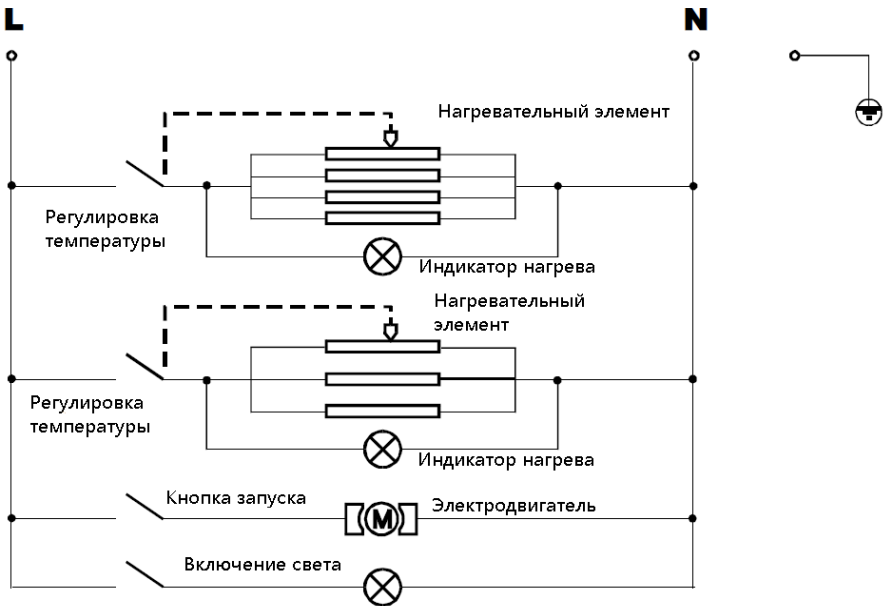 L
N
Нагревательный элемент
Регулировка
температуры
Индикатор нагрева
Нагревательный
элемент
Регулировка
температуры
Индикатор нагрева
Кнопка запуска
M
Электродвигатель
Включение света